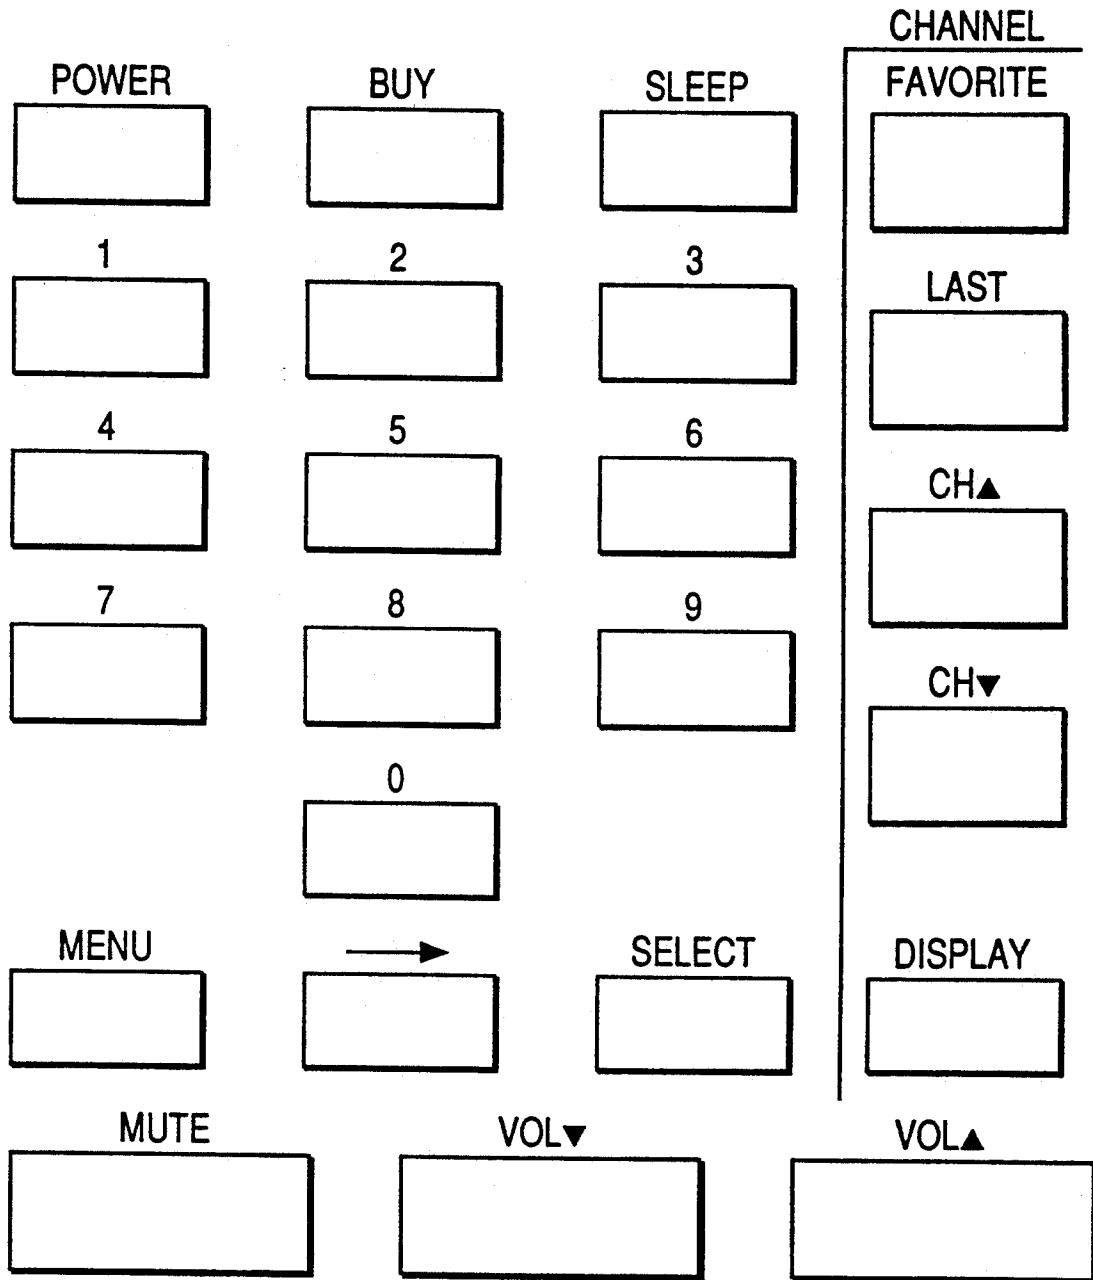 CHANNEL
POWER BUY SLEEP FAVORITE
1 2 3
LAST
4 5 6
CH▲
7 8 9
CH▼
0
MENU → SELECT DISPLAY
MUTE VOL▼ VOL▲